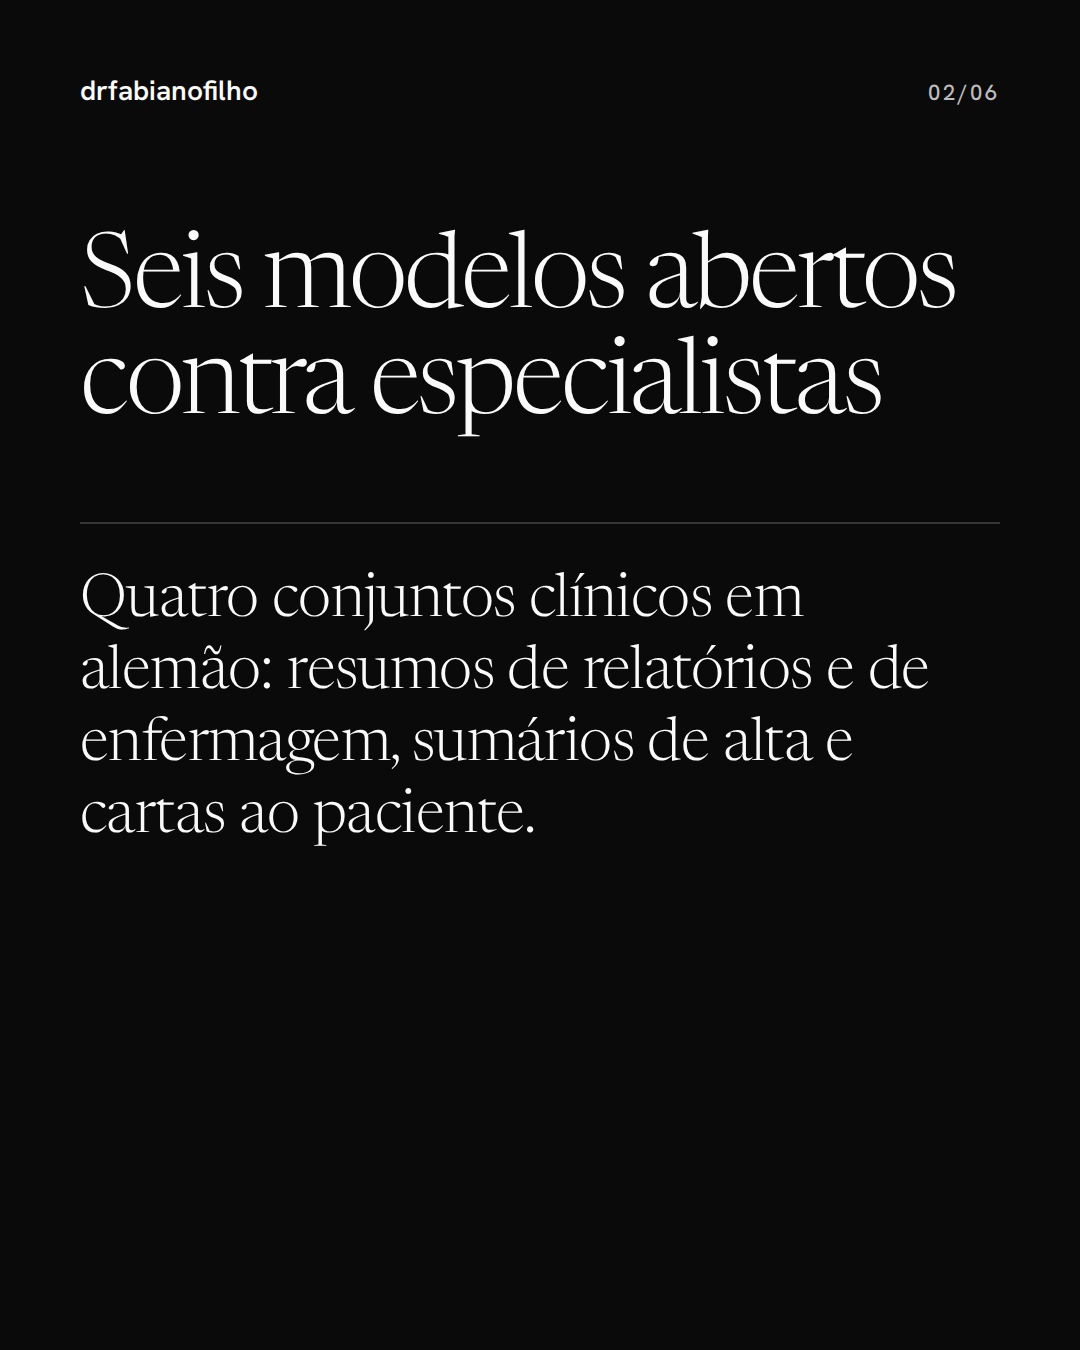 drfabianofilho
02/06
Seis modelos abertos
contra especialistas
Quatro conjuntos clínicos em
alemão: resumos de relatórios e de
enfermagem, sumários de alta e
cartas ao paciente.